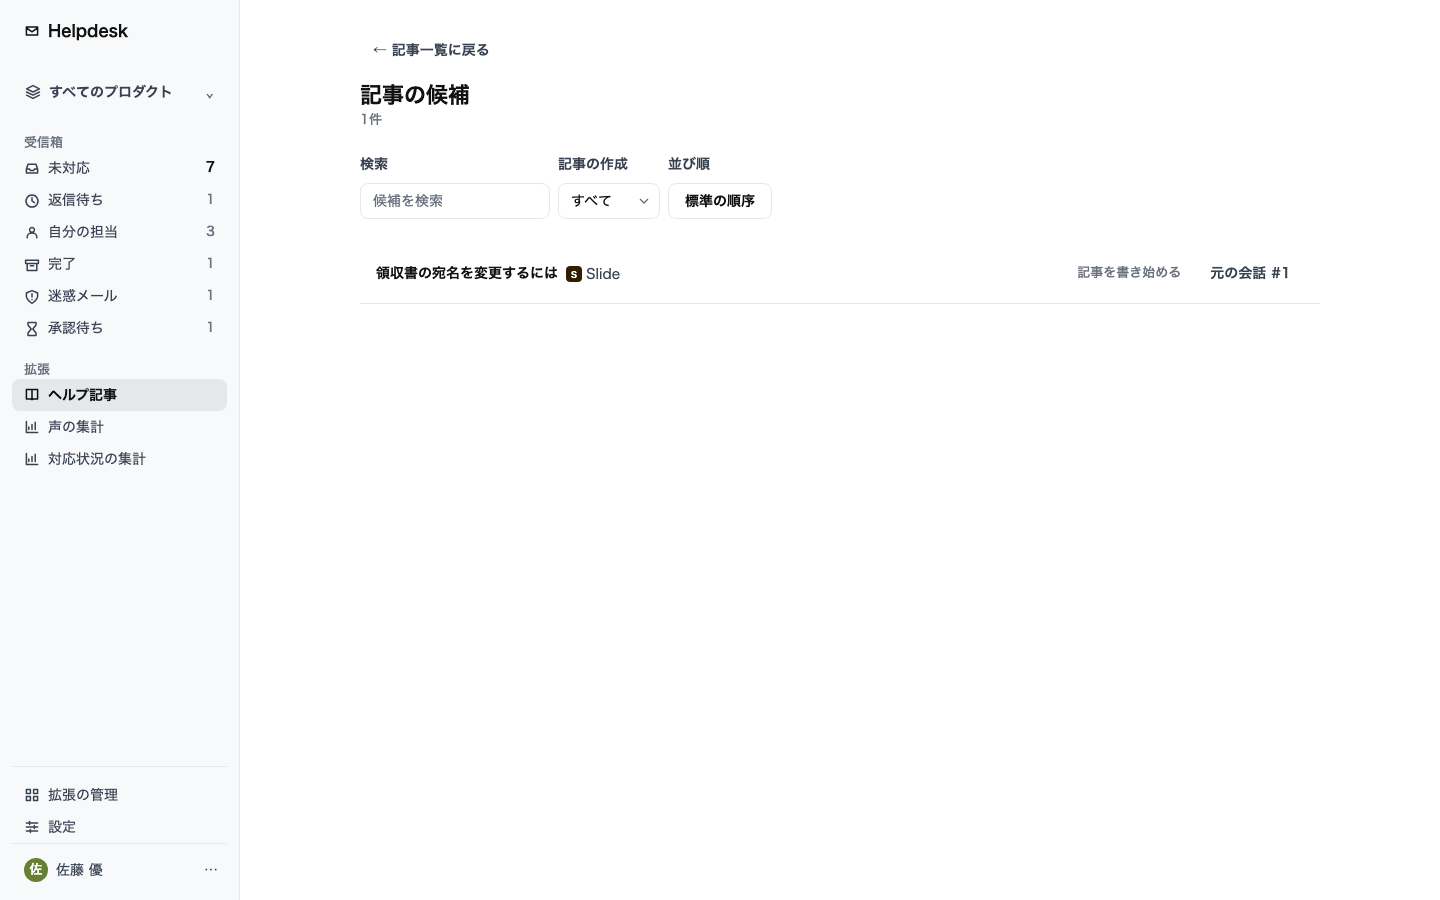 Helpdesk
すべてのプロダクト
受信箱
未対応 7
返信待ち 1
自分の担当 3
完了 1
迷惑メール 1
承認待ち 1
拡張
ヘルプ記事
声の集計
対応状況の集計
拡張の管理
設定
佐 佐藤 優 …
← 記事一覧に戻る
記事の候補
1件
検索 記事の作成 並び順
候補を検索 すべて 標準の順序
領収書の宛名を変更するには S Slide 記事を書き始める 元の会話 #1